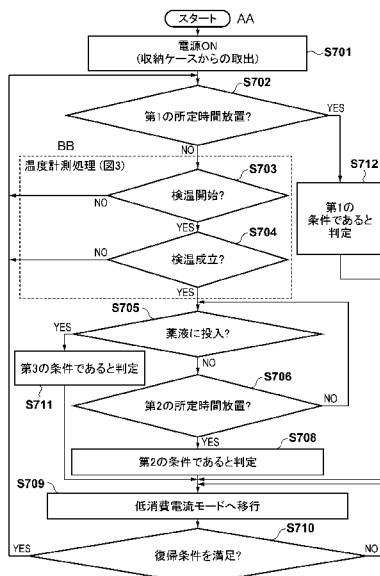 スタート AA
電源ON
(収納ケースからの取出)
S701
S702
第1の所定時間放置?
YES
NO
BB
温度計測処理(図3)
S703
検温開始?
NO
YES
S704
検温成立?
NO
YES
S712
第1の
条件であると
判定
S705
薬液に投入?
YES
NO
第3の条件であると判定
S711
S706
第2の所定時間放置?
NO
YES
S708
第2の条件であると判定
S709
低消費電流モードへ移行
S710
復帰条件を満足?
YES
NO